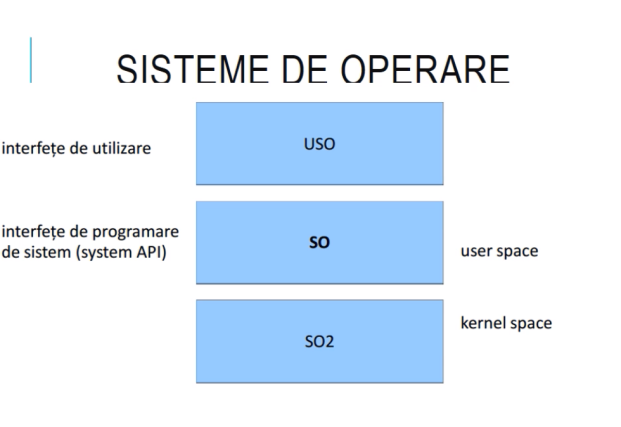 SISTEME DE OPERARE
USO
interfețe de utilizare
interfețe de programare
de sistem (system API)
SO
user space
kernel space
SO2